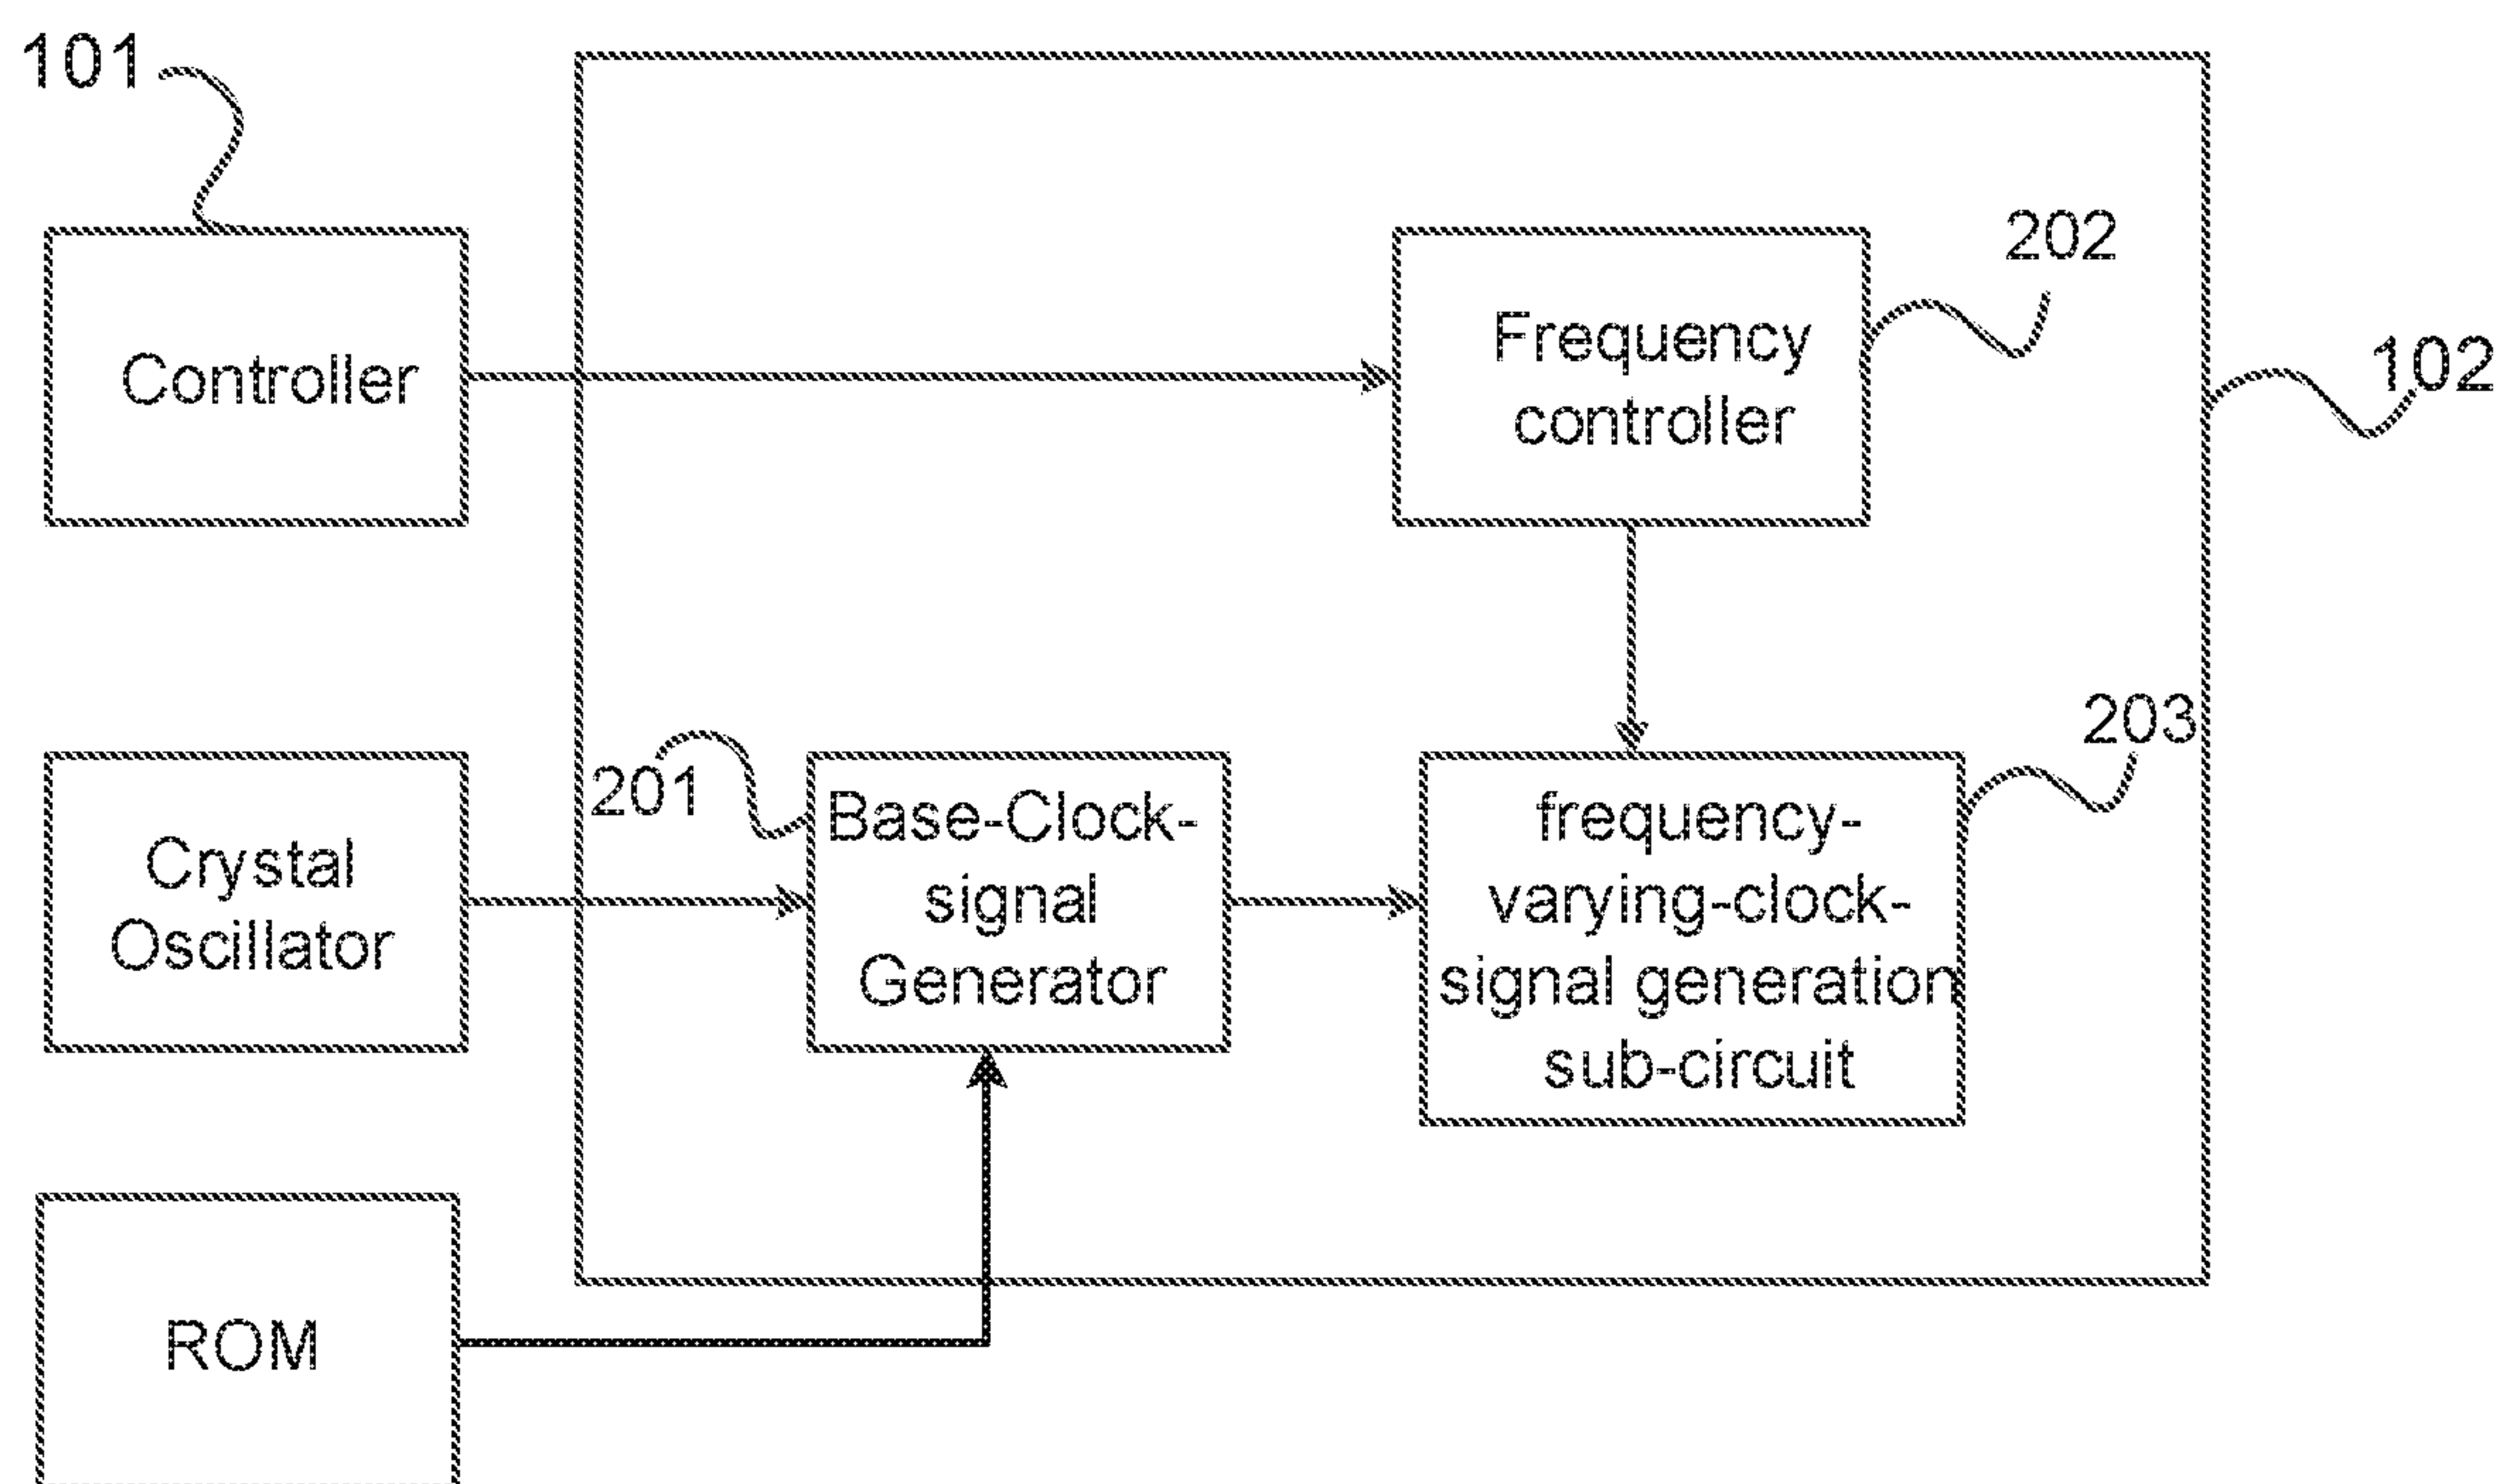 101
Controller
Frequency
controller
202
102
Crystal
Oscillator
201
Base-Clock-
signal
Generator
203
frequency-
varying-clock-
signal generation
sub-circuit
ROM